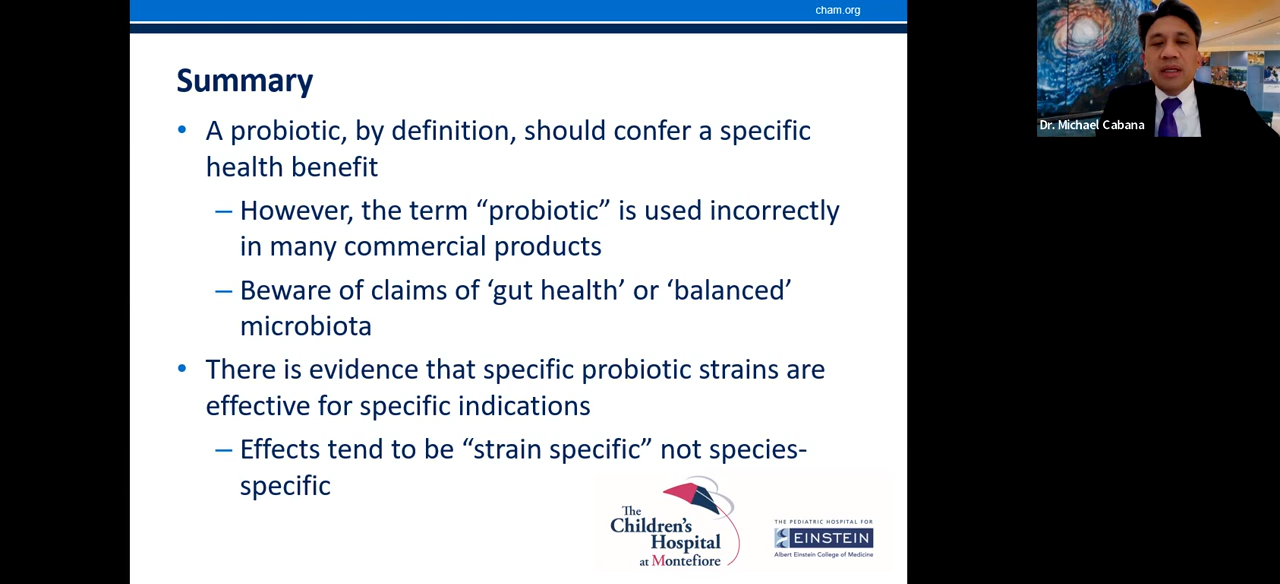 cham.org
Summary
• A probiotic, by definition, should confer a specific
health benefit
– However, the term “probiotic” is used incorrectly
in many commercial products
– Beware of claims of ‘gut health’ or ‘balanced’
microbiota
• There is evidence that specific probiotic strains are
effective for specific indications
– Effects tend to be “strain specific” not species-
specific
The
Children's
Hospital
at Montefiore
THE PEDIATRIC HOSPITAL FOR
EINSTEIN
Albert Einstein College of Medicine
Dr. Michael Cabana